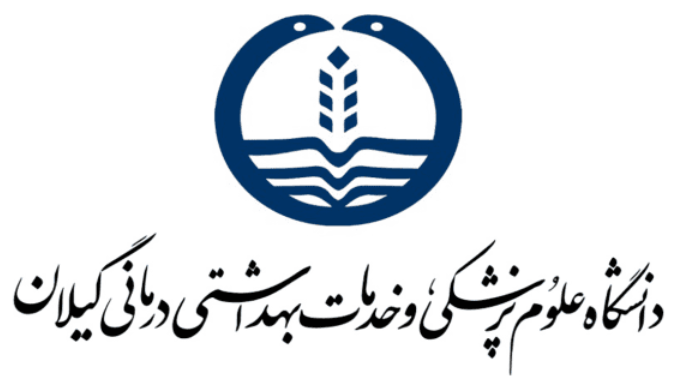 دانشگاه علوم پزشکی و خدمات بهداشتی درمانی گیلان